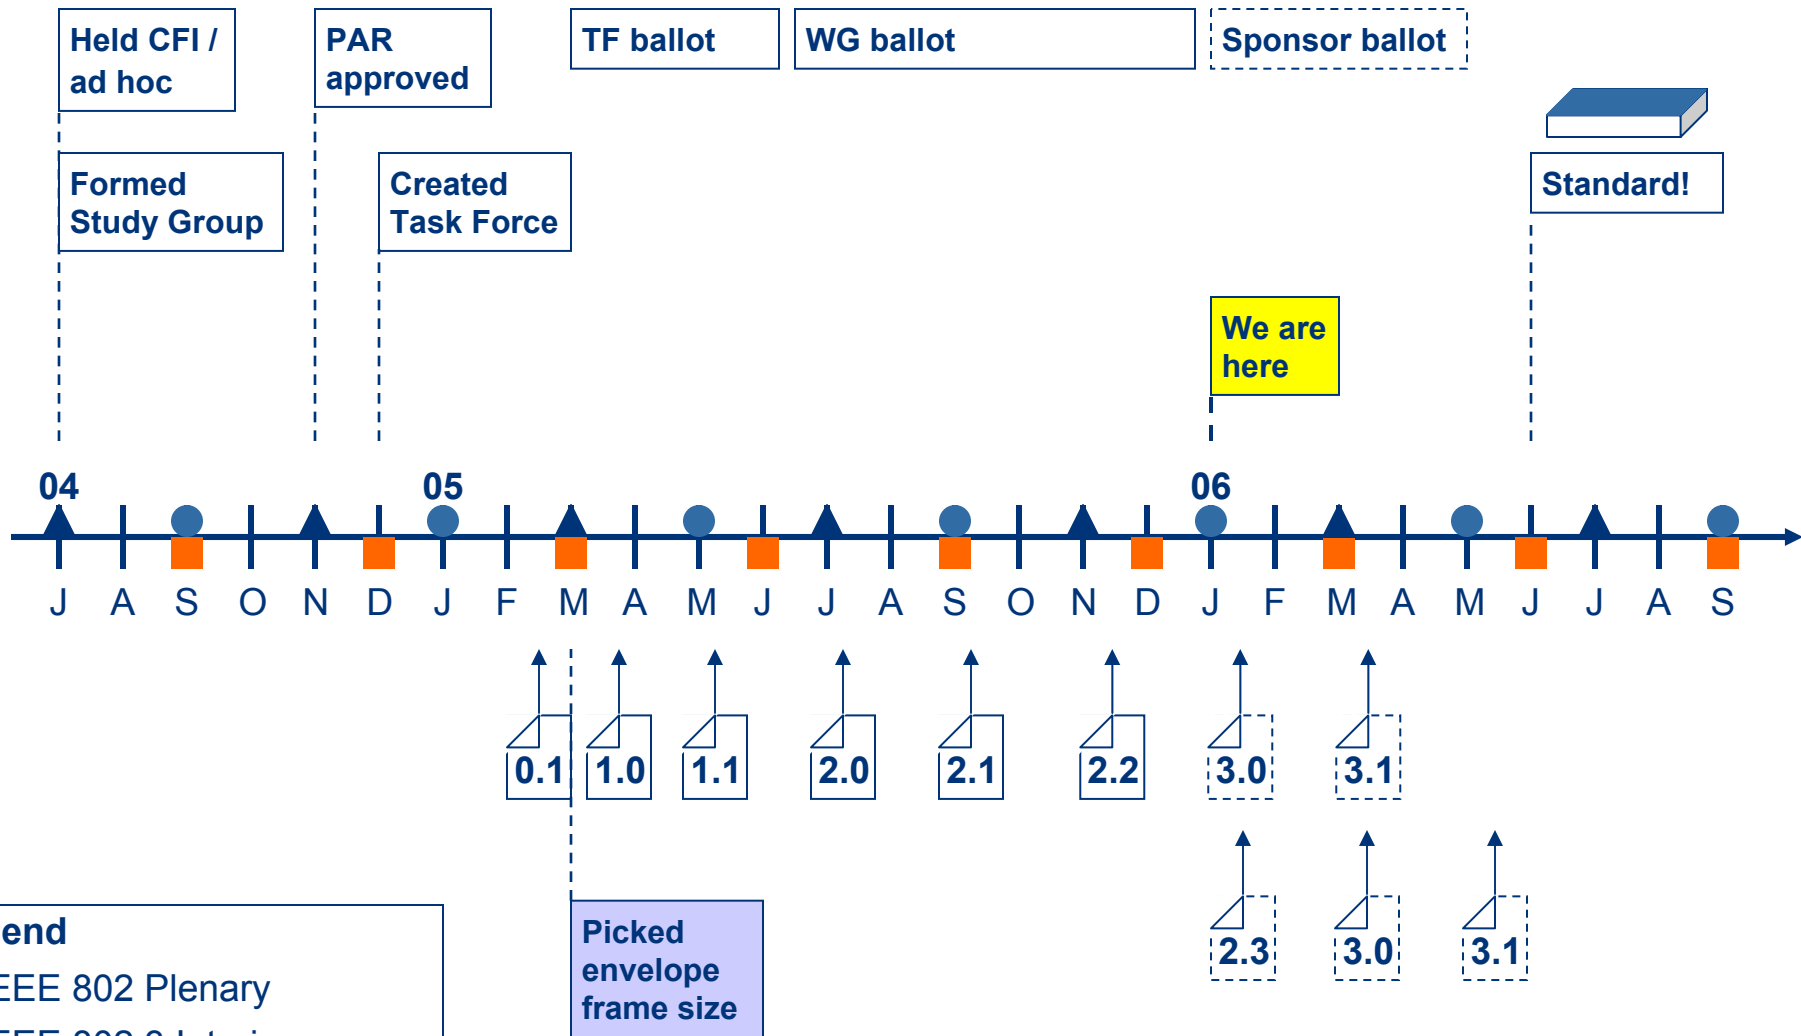 Held CFI /
ad hoc
PAR
approved
TF ballot
WG ballot
Sponsor ballot
Formed
Study Group
Created
Task Force
Standard!
We are
here
04 05 06
J A S O N D J F M A M J J A S O N D J F M A M J J A S
0.1 1.0 1.1 2.0 2.1 2.2 3.0 3.1
2.3 3.0 3.1
Picked
envelope
frame size
end
EEE 802 Plenary